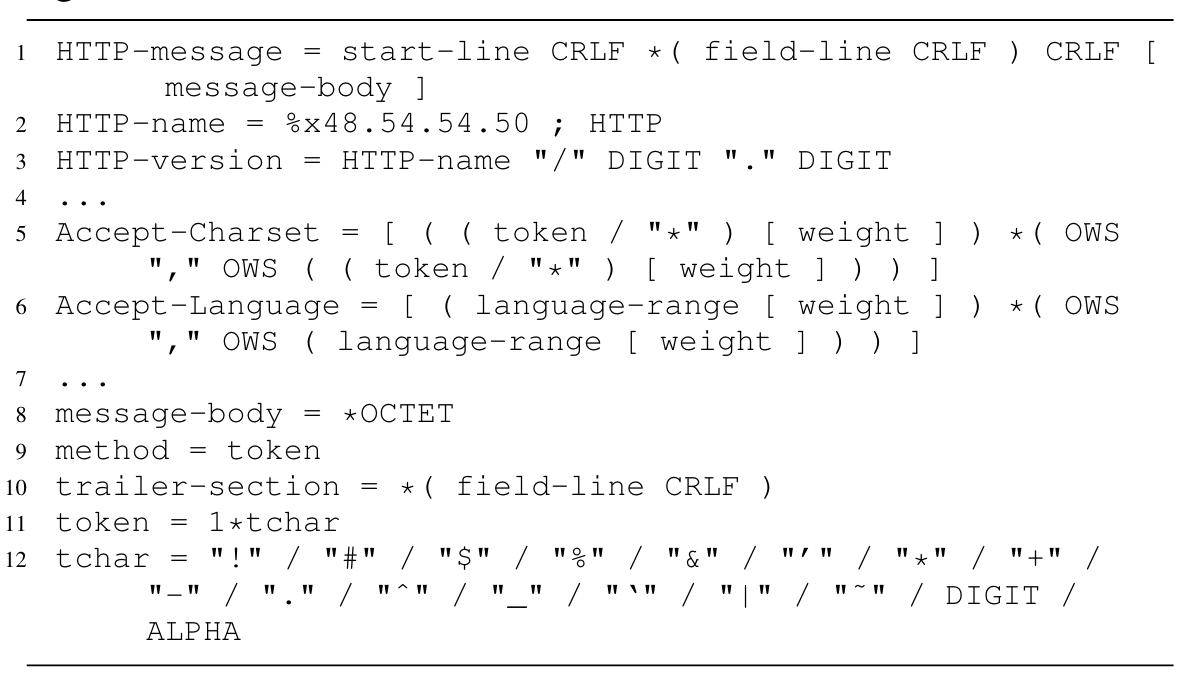 1 HTTP-message = start-line CRLF *( field-line CRLF ) CRLF [
message-body ]
2 HTTP-name = %x48.54.54.50 ; HTTP
3 HTTP-version = HTTP-name "/" DIGIT "." DIGIT
4 ...
5 Accept-Charset = [ ( ( token / "*" ) [ weight ] ) *( OWS
"," OWS ( ( token / "*" ) [ weight ] ) ) ]
6 Accept-Language = [ ( language-range [ weight ] ) *( OWS
"," OWS ( language-range [ weight ] ) ) ]
7 ...
8 message-body = *OCTET
9 method = token
10 trailer-section = *( field-line CRLF )
11 token = 1*tchar
12 tchar = "!" / "#" / "$" / "%" / "&" / "’" / "*" / "+" /
"-" / "." / "ˆ" / "_" / "‘" / "|" / "˜" / DIGIT /
ALPHA